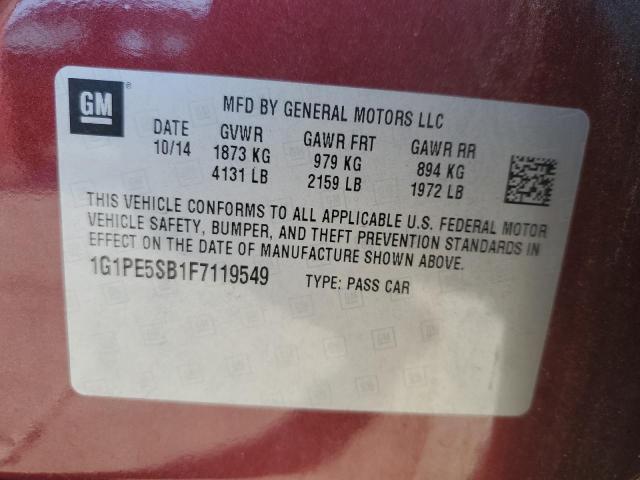 GM
®
MFD BY GENERAL MOTORS LLC
DATE GVWR GAWR FRT GAWR RR
10/14 1873 KG 979 KG 894 KG
4131 LB 2159 LB 1972 LB
THIS VEHICLE CONFORMS TO ALL APPLICABLE U.S. FEDERAL MOTOR
VEHICLE SAFETY, BUMPER, AND THEFT PREVENTION STANDARDS IN
EFFECT ON THE DATE OF MANUFACTURE SHOWN ABOVE.
1G1PE5SB1F7119549 TYPE: PASS CAR